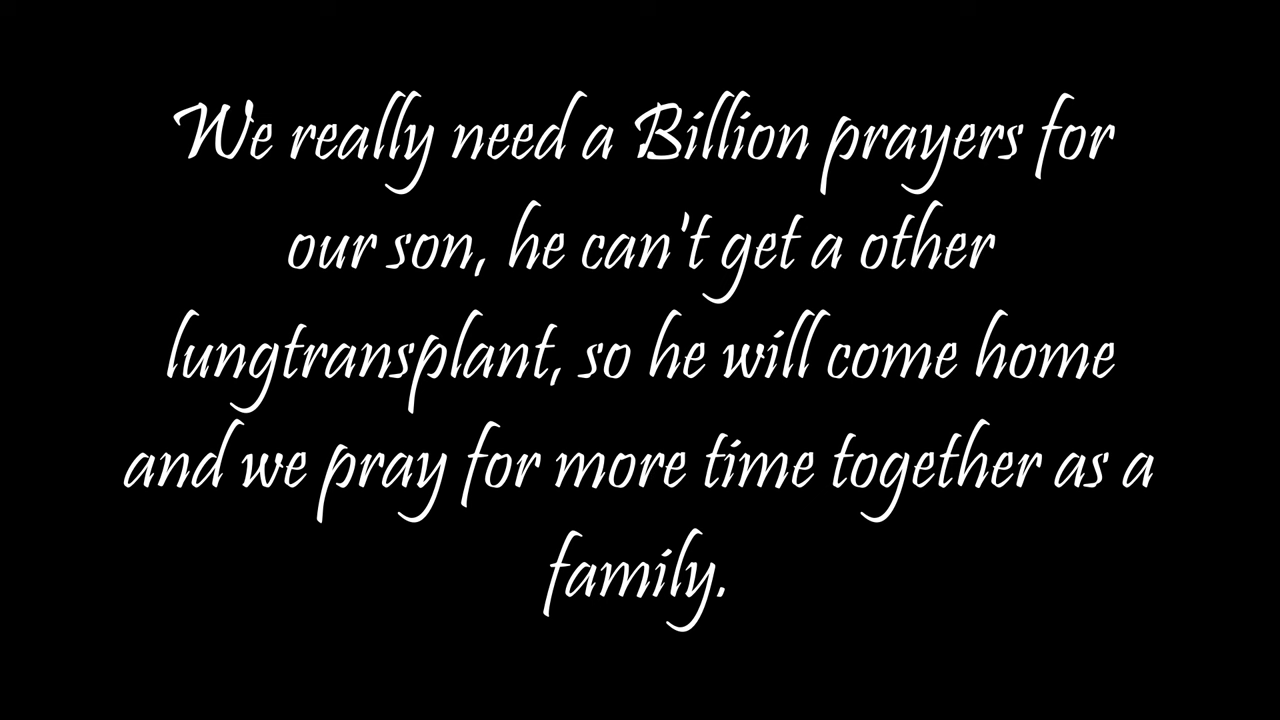 We really need a Billion prayers for
our son, he can't get a other
lungtransplant, so he will come home
and we pray for more time together as a
family.